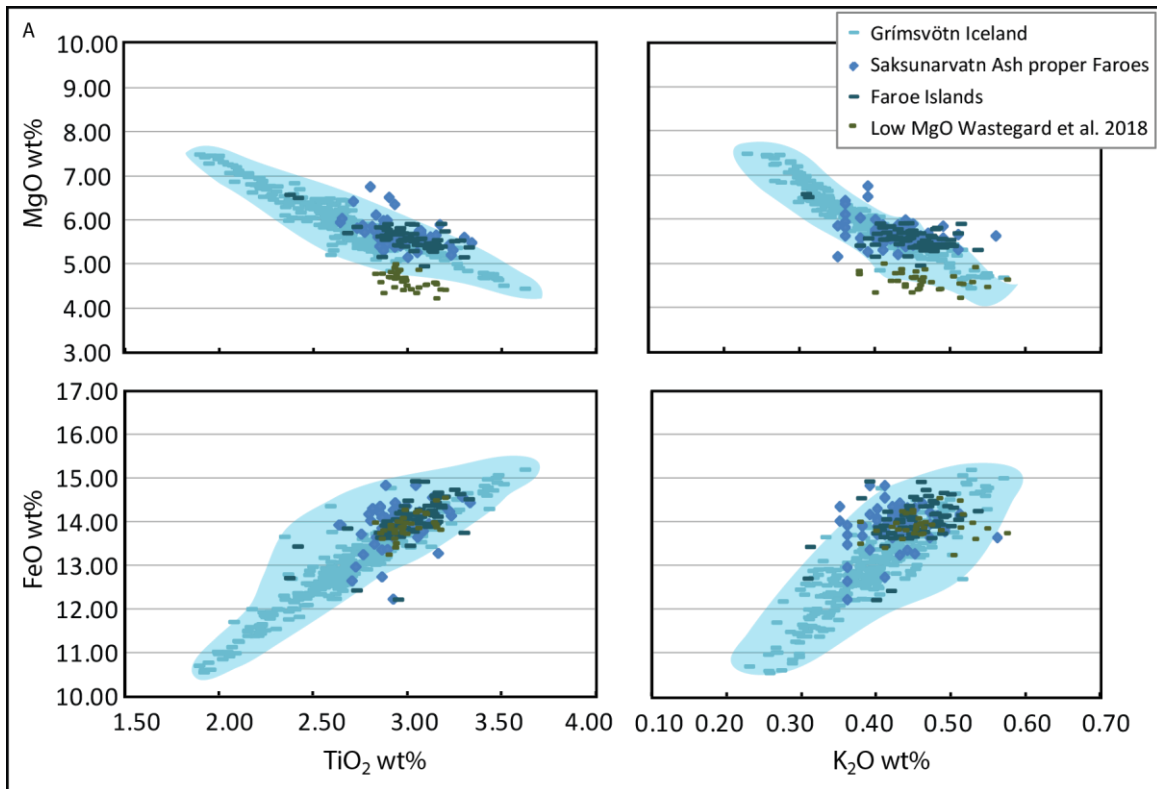 A
Grímsvötn Iceland
Saksunarvatn Ash proper Faroes
Faroe Islands
Low MgO Wastegard et al. 2018
MgO wt%
10.00
9.00
8.00
7.00
6.00
5.00
4.00
3.00
FeO wt%
17.00
16.00
15.00
14.00
13.00
12.00
11.00
10.00
1.50 2.00 2.50 3.00 3.50 4.00
0.10 0.20 0.30 0.40 0.50 0.60 0.70
TiO₂ wt%
K₂O wt%